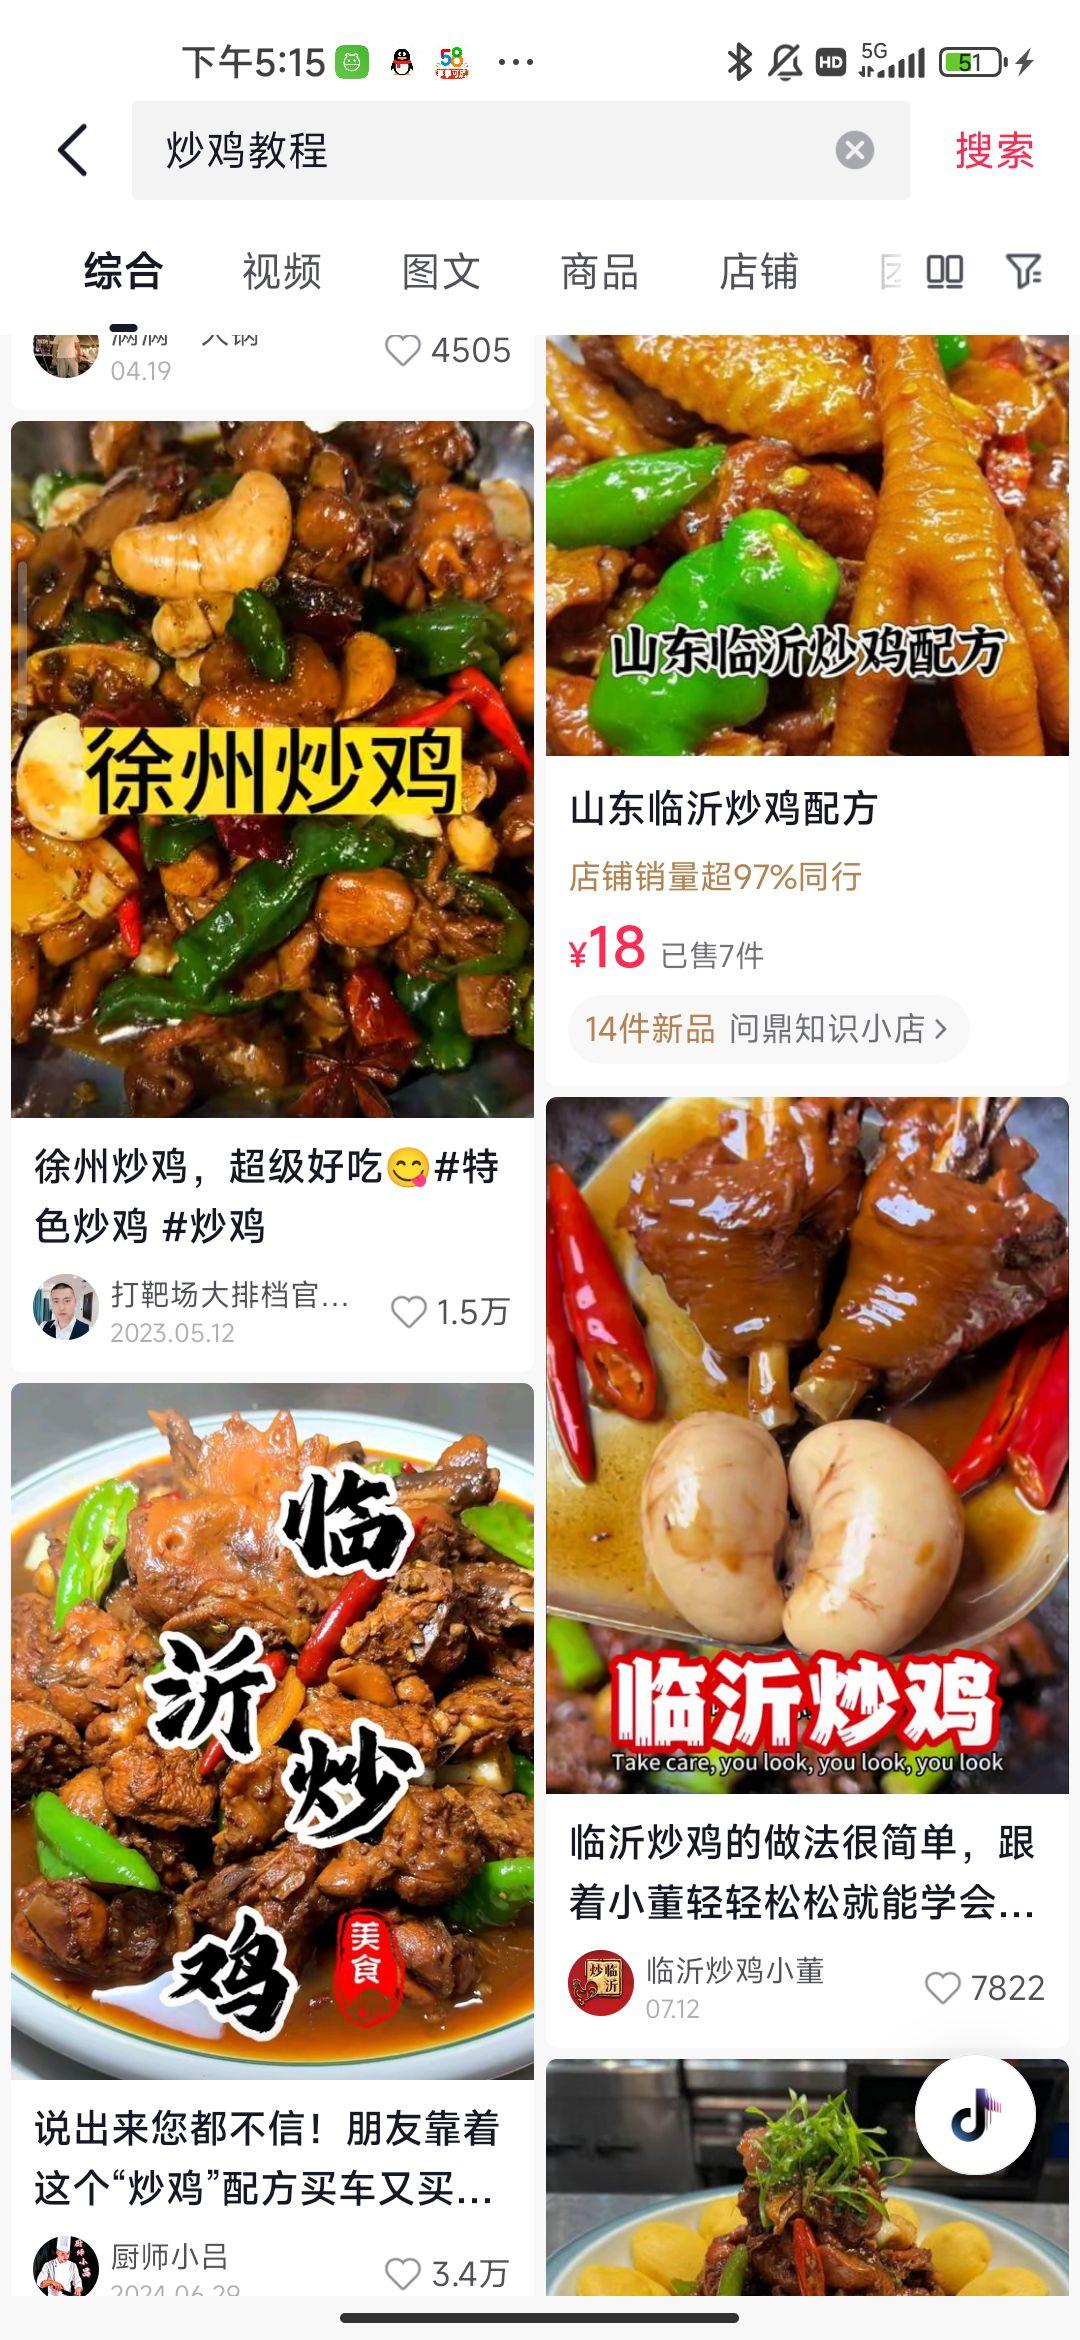 下午5:15
58
HD
5G
51
炒鸡教程
搜索
综合
视频
图文
商品
店铺
04.19
4505
徐州炒鸡
徐州炒鸡，超级好吃😋#特
色炒鸡 #炒鸡
打靶场大排档官...
2023.05.12
1.5万
山东临沂炒鸡配方
山东临沂炒鸡配方
店铺销量超97%同行
¥18 已售7件
14件新品 问鼎知识小店 >
临沂炒鸡
美食
说出来您都不信！朋友靠着
这个“炒鸡”配方买车又买...
厨师小吕
2024.06.29
3.4万
临沂炒鸡
Take care, you look, you look, you look
临沂炒鸡的做法很简单，跟
着小董轻轻松松就能学会...
临沂炒鸡小董
07.12
7822